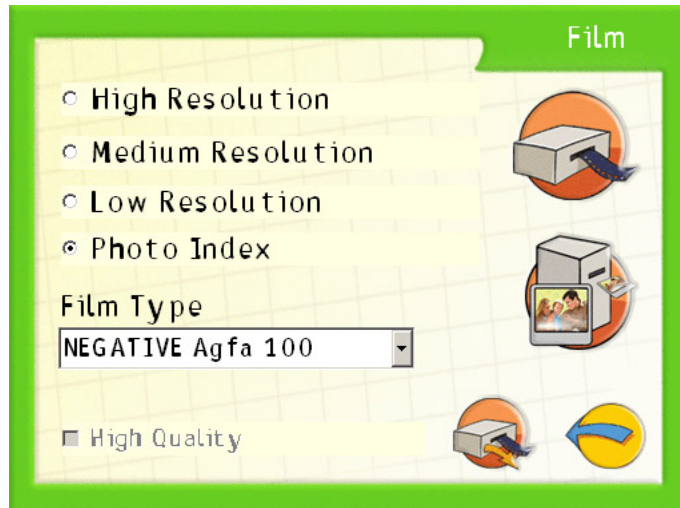 Film
High Resolution
Medium Resolution
Low Resolution
Photo Index
Film Type
NEGATIVE Agfa 100
High Quality